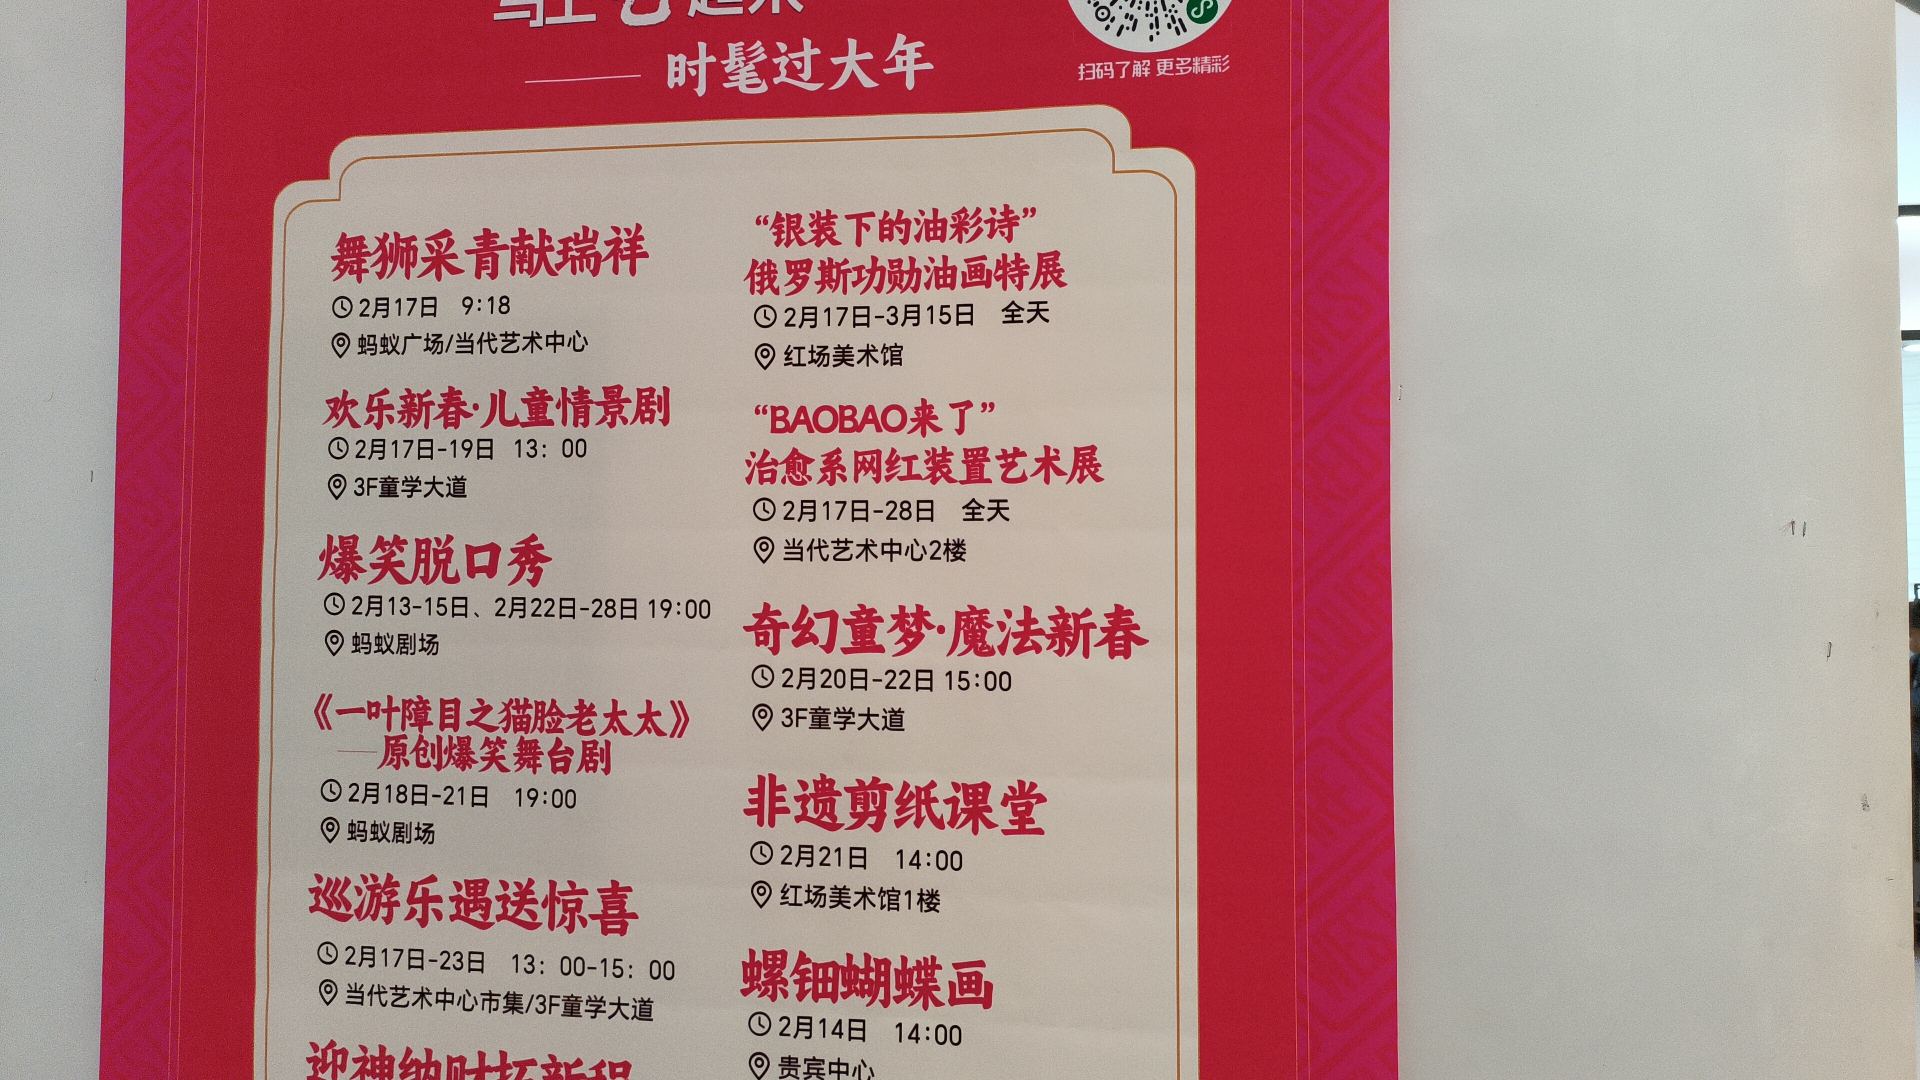 时髦过大年
扫码了解 更多精彩
舞狮采青献瑞祥
2月17日 9:18
蚂蚁广场/当代艺术中心
欢乐新春·儿童情景剧
2月17日-19日 13：00
3F童学大道
爆笑脱口秀
2月13-15日、2月22日-28日 19:00
蚂蚁剧场
《一叶障目之猫脸老太太》
——原创爆笑舞台剧
2月18日-21日 19:00
蚂蚁剧场
巡游乐遇送惊喜
2月17日-23日 13：00-15：00
当代艺术中心市集/3F童学大道
“银装下的油彩诗”
俄罗斯功勋油画特展
2月17日-3月15日 全天
红场美术馆
“BAOBAO来了”
治愈系网红装置艺术展
2月17日-28日 全天
当代艺术中心2楼
奇幻童梦·魔法新春
2月20日-22日 15:00
3F童学大道
非遗剪纸课堂
2月21日 14:00
红场美术馆1楼
螺钿蝴蝶画
2月14日 14:00
贵宾中心